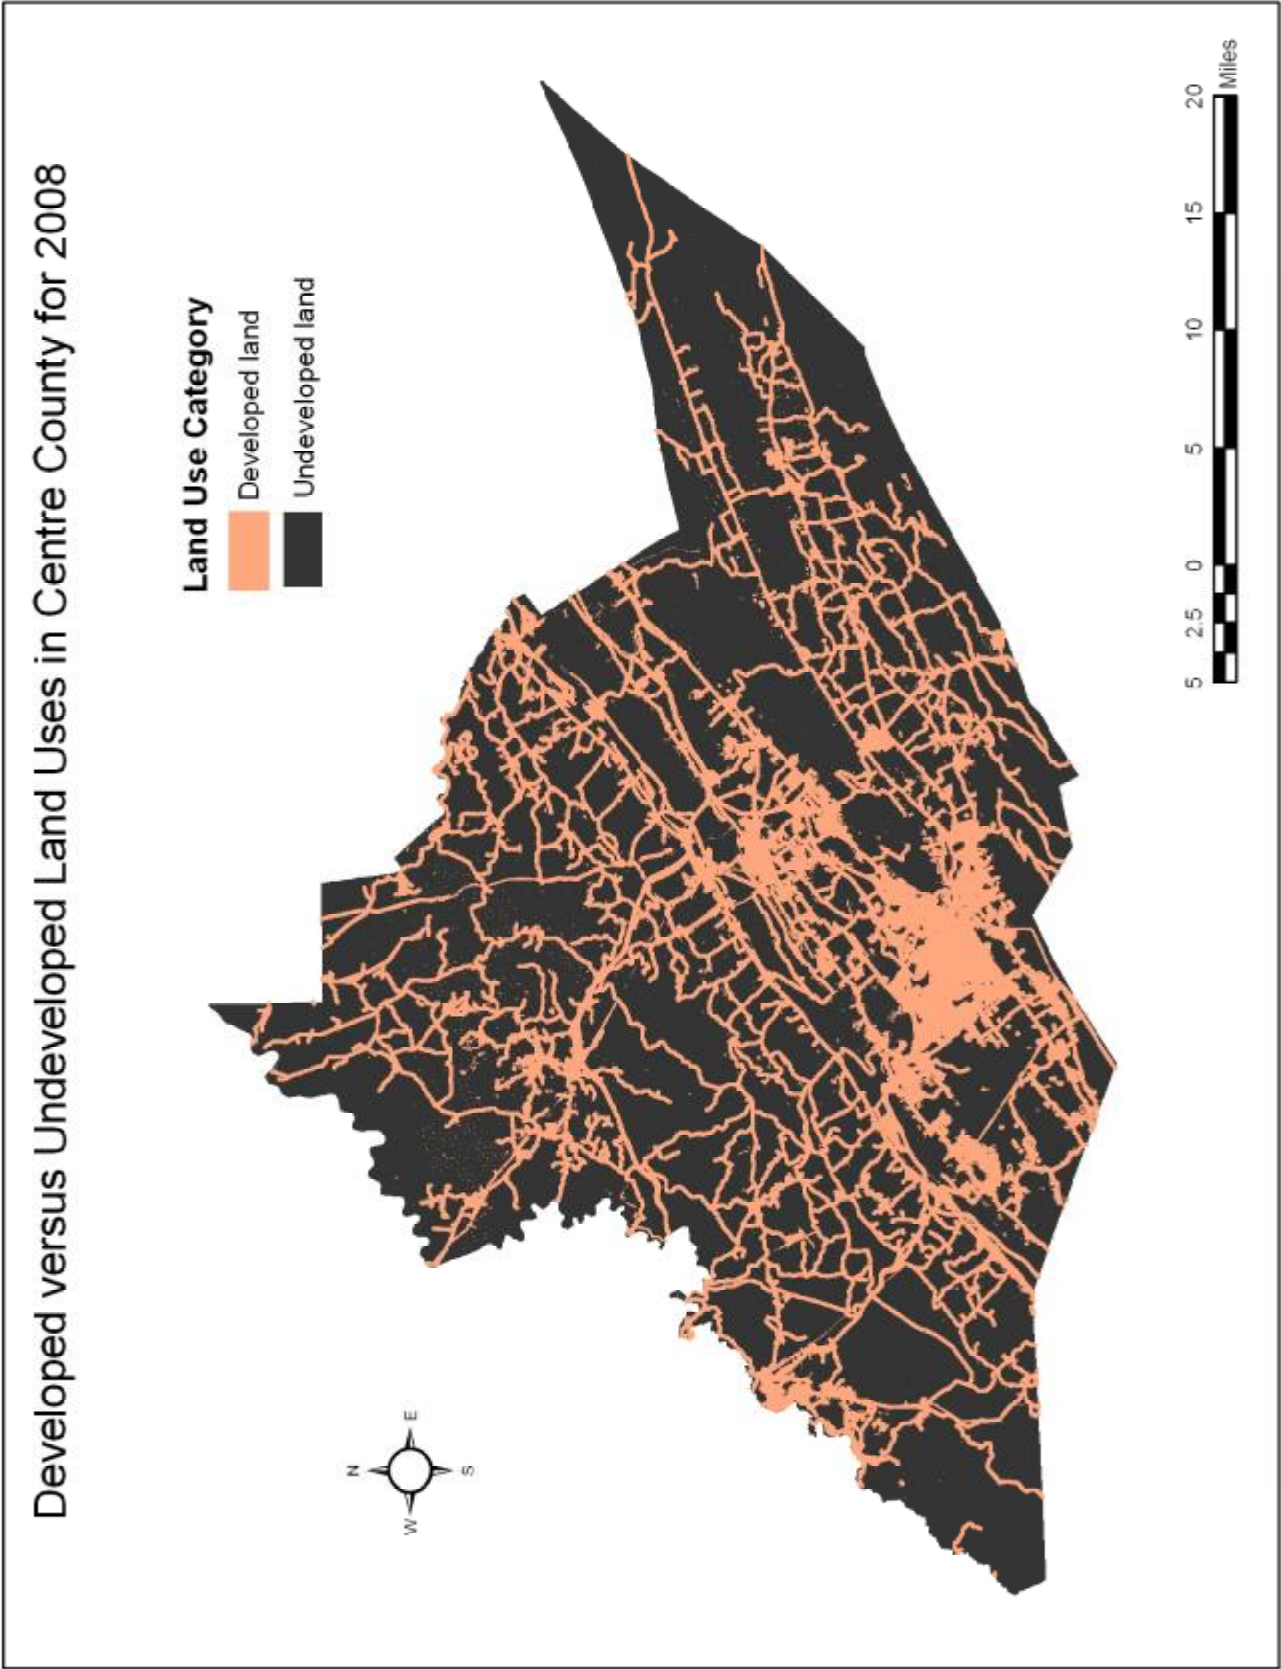 Developed versus Undeveloped Land Uses in Centre County for 2008
Land Use Category
Developed land
Undeveloped land
N
W
E
S
5 2.5 0 5 10 15 20
Miles